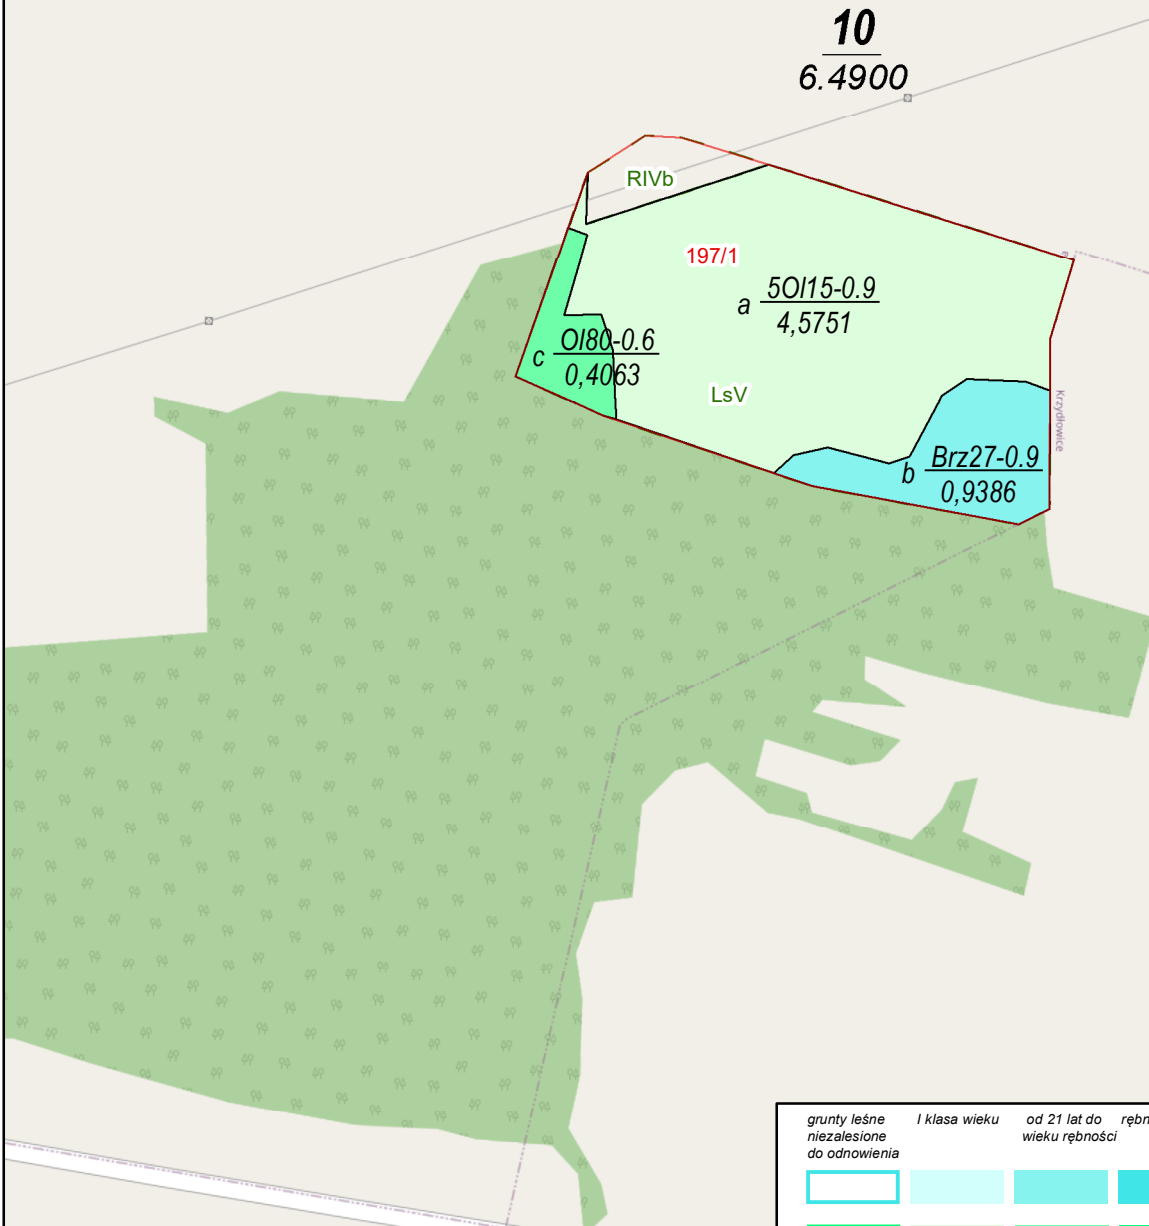 10
6.4900
RIVb
197/1
a 5Ol15-0.9
4,5751
c Ol80-0.6
0,4063
LsV
Krzydłowice
b Brz27-0.9
0,9386
grunty leśne
niezalesione
do odnowienia
I klasa wieku
od 21 lat do
wieku rębności
rębn